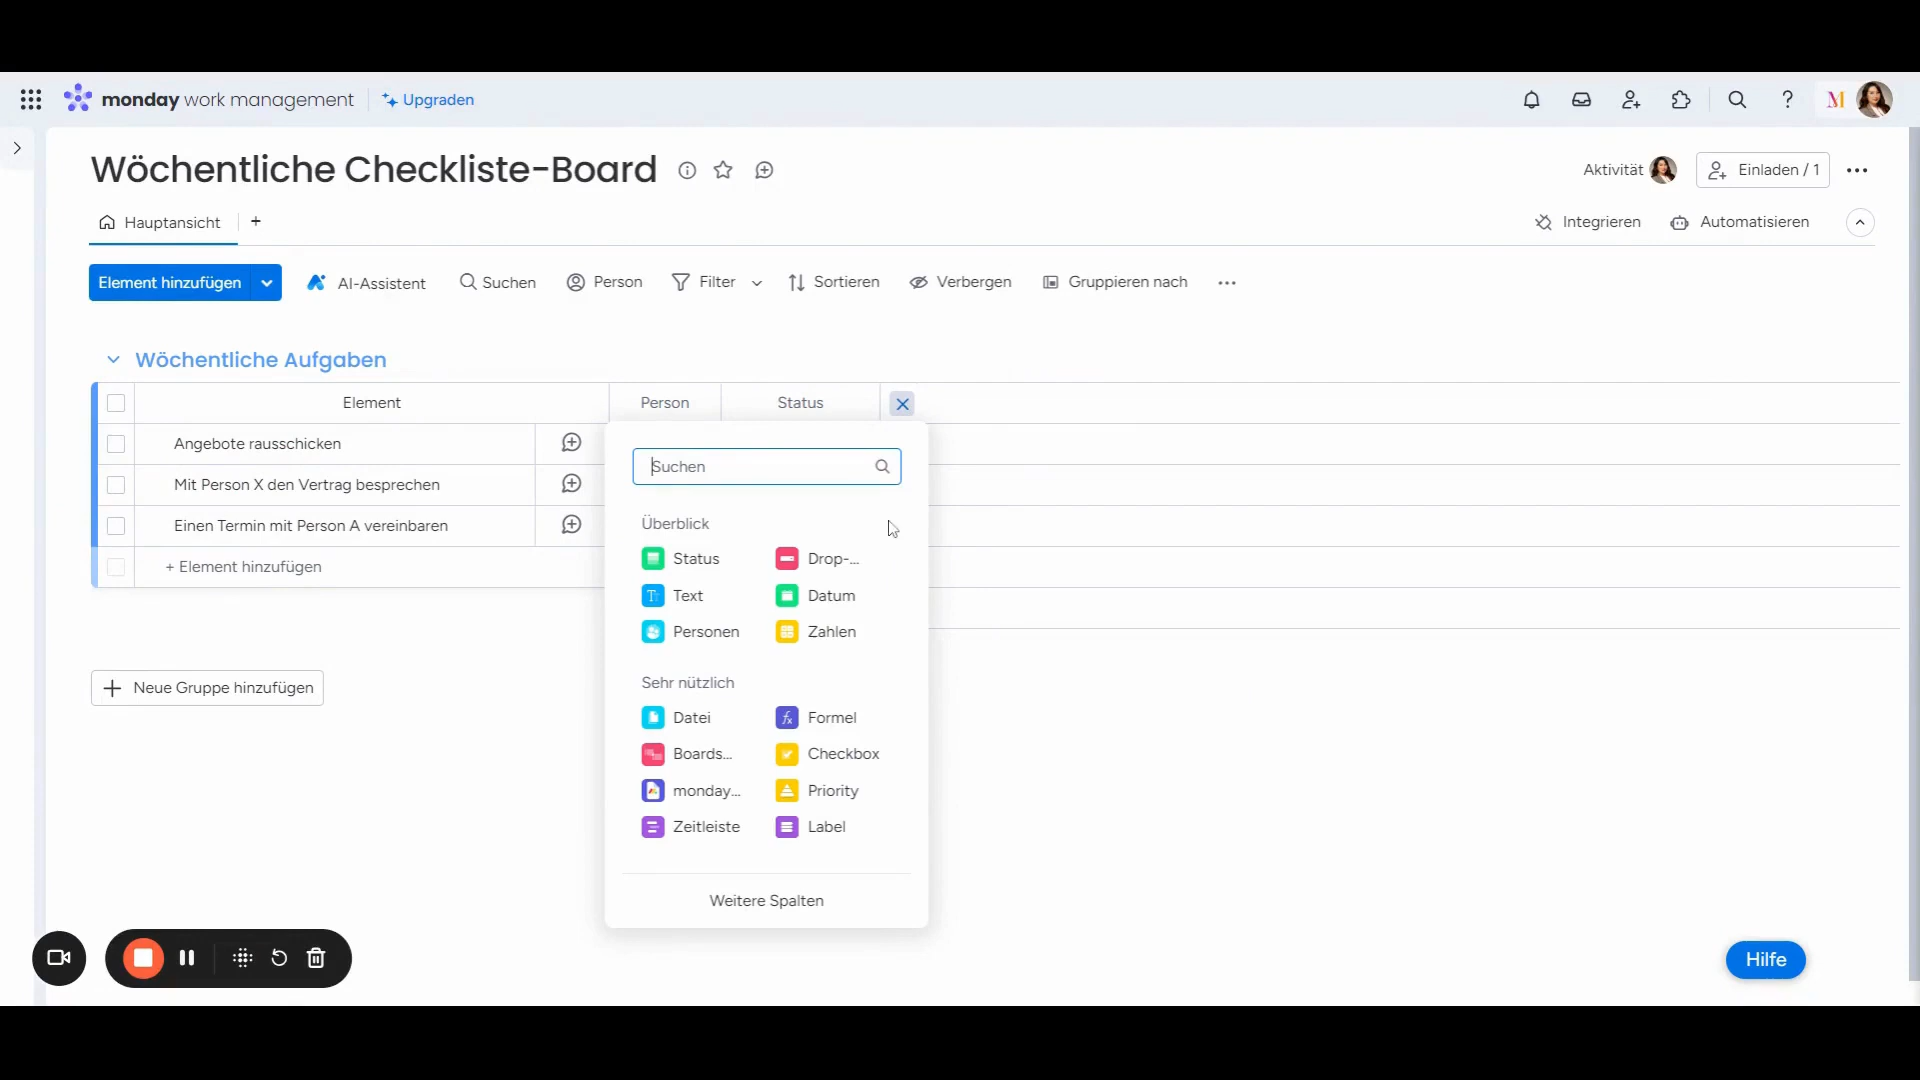 monday work management
Upgraden
M
Wöchentliche Checkliste-Board
Aktivität
Einladen / 1
Hauptansicht
Integrieren
Automatisieren
Element hinzufügen
AI-Assistent
Suchen
Person
Filter
Sortieren
Verbergen
Gruppieren nach
Wöchentliche Aufgaben
Element
Person
Status
Angebote rausschicken
Mit Person X den Vertrag besprechen
Einen Termin mit Person A vereinbaren
+ Element hinzufügen
Neue Gruppe hinzufügen
Suchen
Überblick
Status
Drop-...
Text
Datum
Personen
Zahlen
Sehr nützlich
Datei
Formel
Boards...
Checkbox
monday...
Priority
Zeitleiste
Label
Weitere Spalten
Hilfe